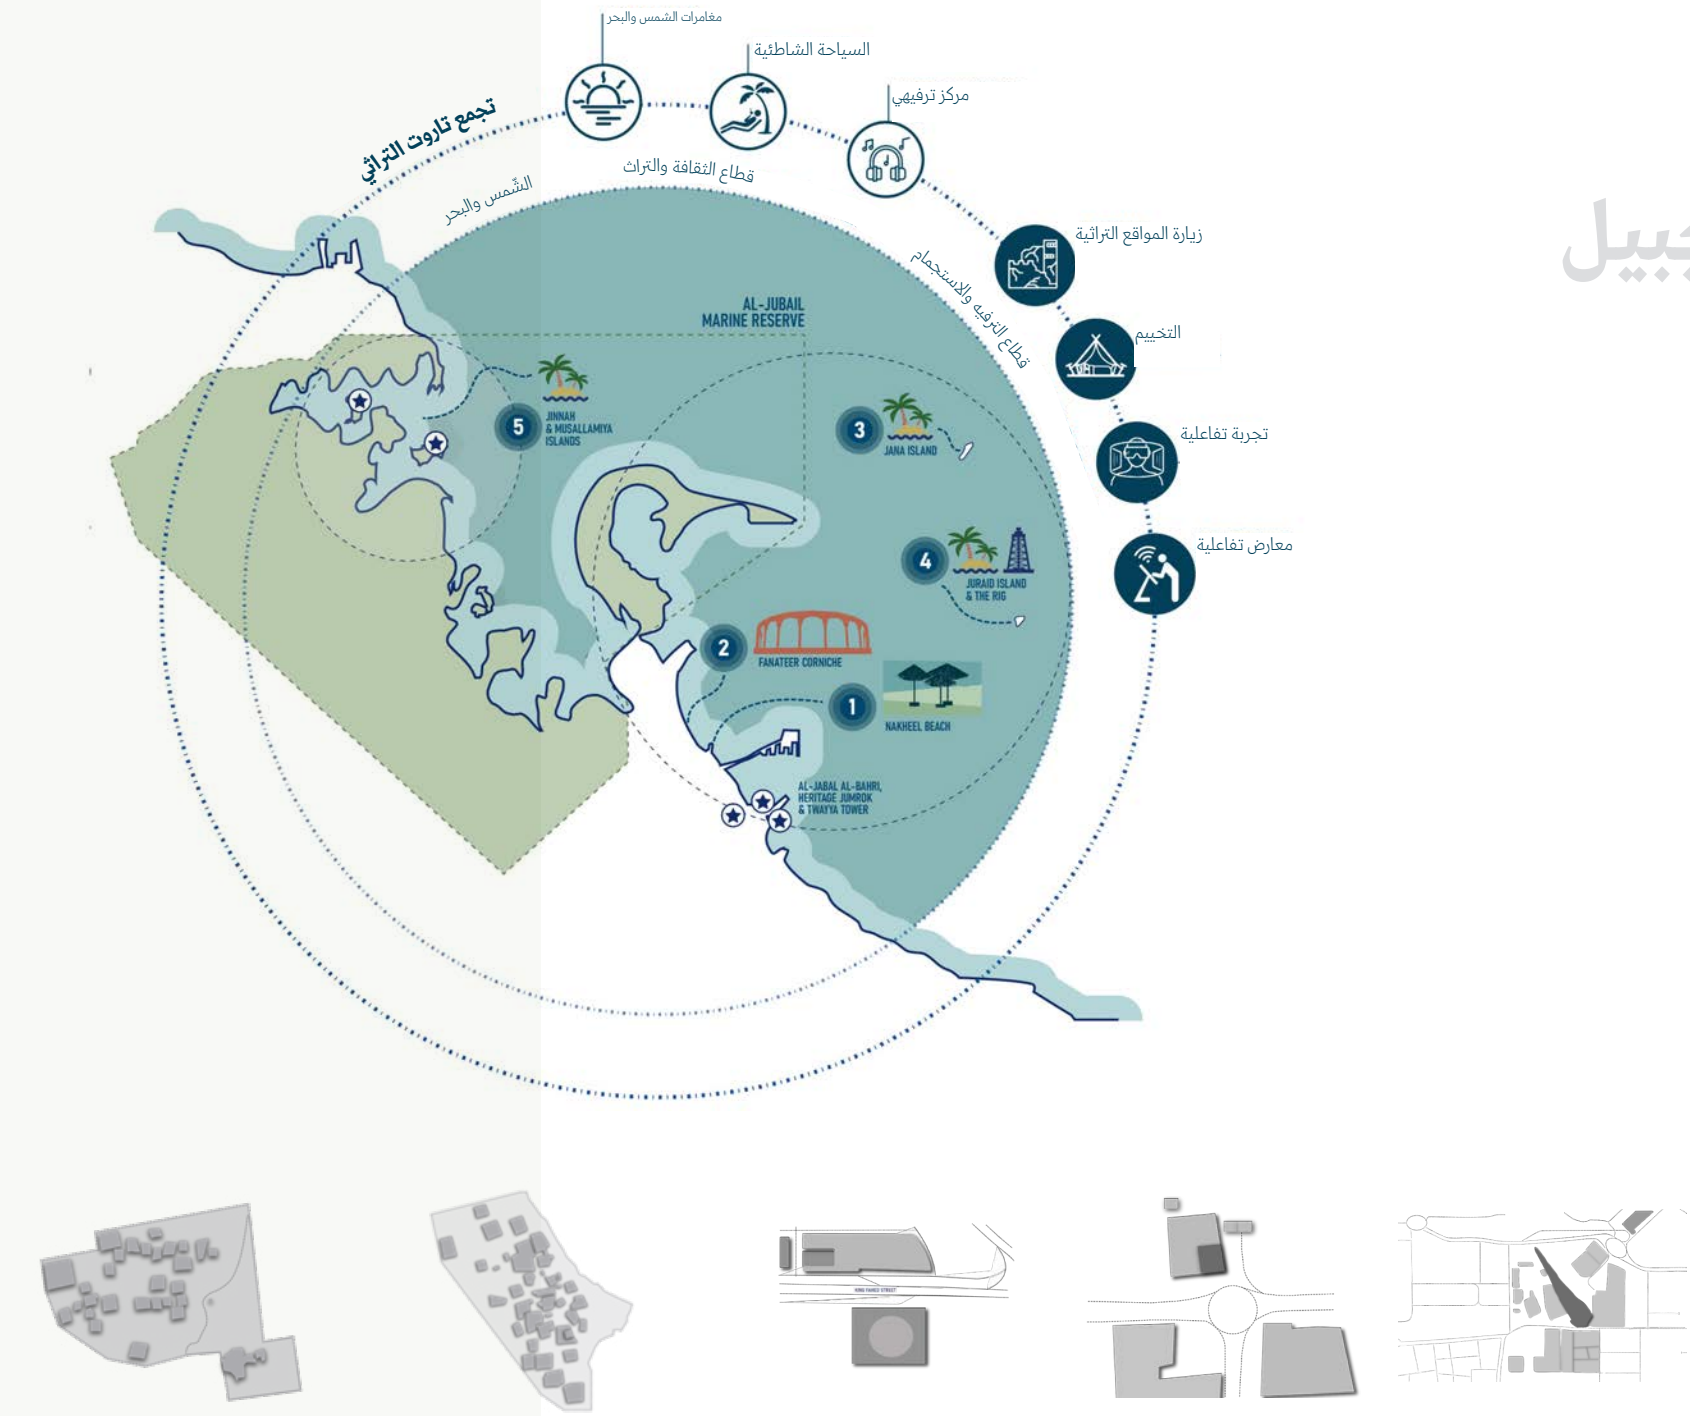 مغامرات الشمس والبحر
السياحة الشاطئية
مركز ترفيهي
تجمع تاروت التراثي
الشّمس والبحر
قطاع الثقافة والتراث
قطاع الترفيه والاستجمام
زيارة المواقع التراثية
التخييم
تجربة تفاعلية
معارض تفاعلية
AL-JUBAIL
MARINE RESERVE
5
JINNAH
& MUSALLAMIYA
ISLANDS
3
JANA ISLAND
4
JURAID ISLAND
& THE RIG
2
FANATEER CORNICHE
1
NAKHEEL BEACH
AL-JABAL AL-BAHRI,
HERITAGE JUMROK
& TWAYYA TOWER